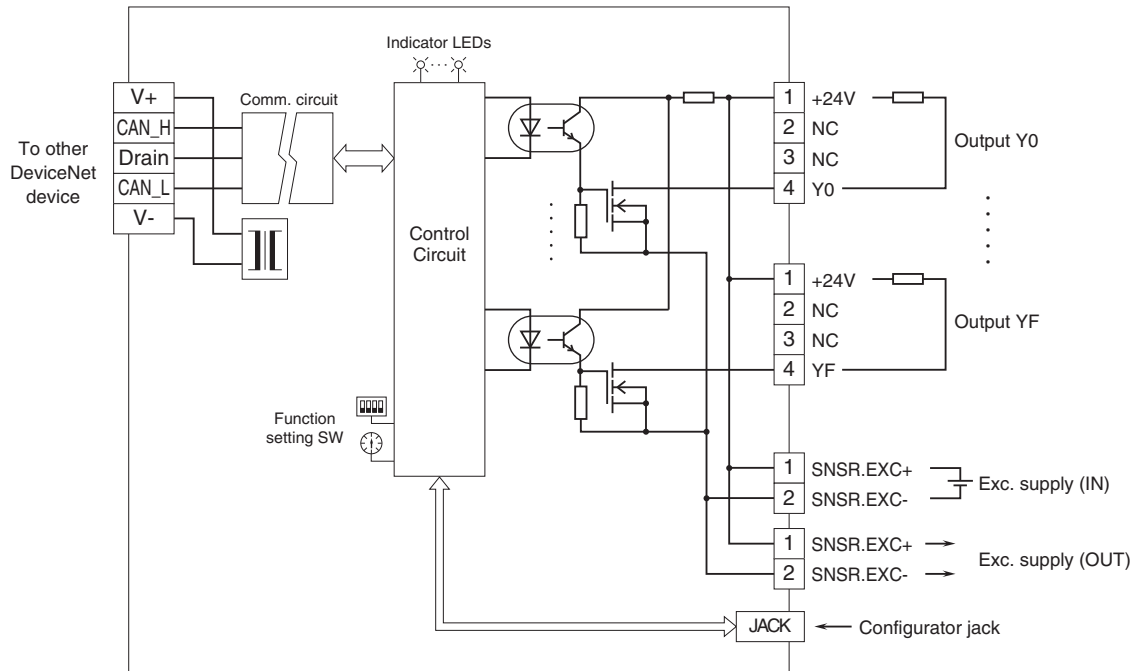 Indicator LEDs
To other
DeviceNet
device
V+
CAN_H
Drain
CAN_L
V-
Comm. circuit
Control
Circuit
Function
setting SW
1 +24V
2 NC
3 NC
4 Y0
Output Y0
1 +24V
2 NC
3 NC
4 YF
Output YF
1 SNSR.EXC+
2 SNSR.EXC-
Exc. supply (IN)
1 SNSR.EXC+
2 SNSR.EXC-
Exc. supply (OUT)
JACK
Configurator jack